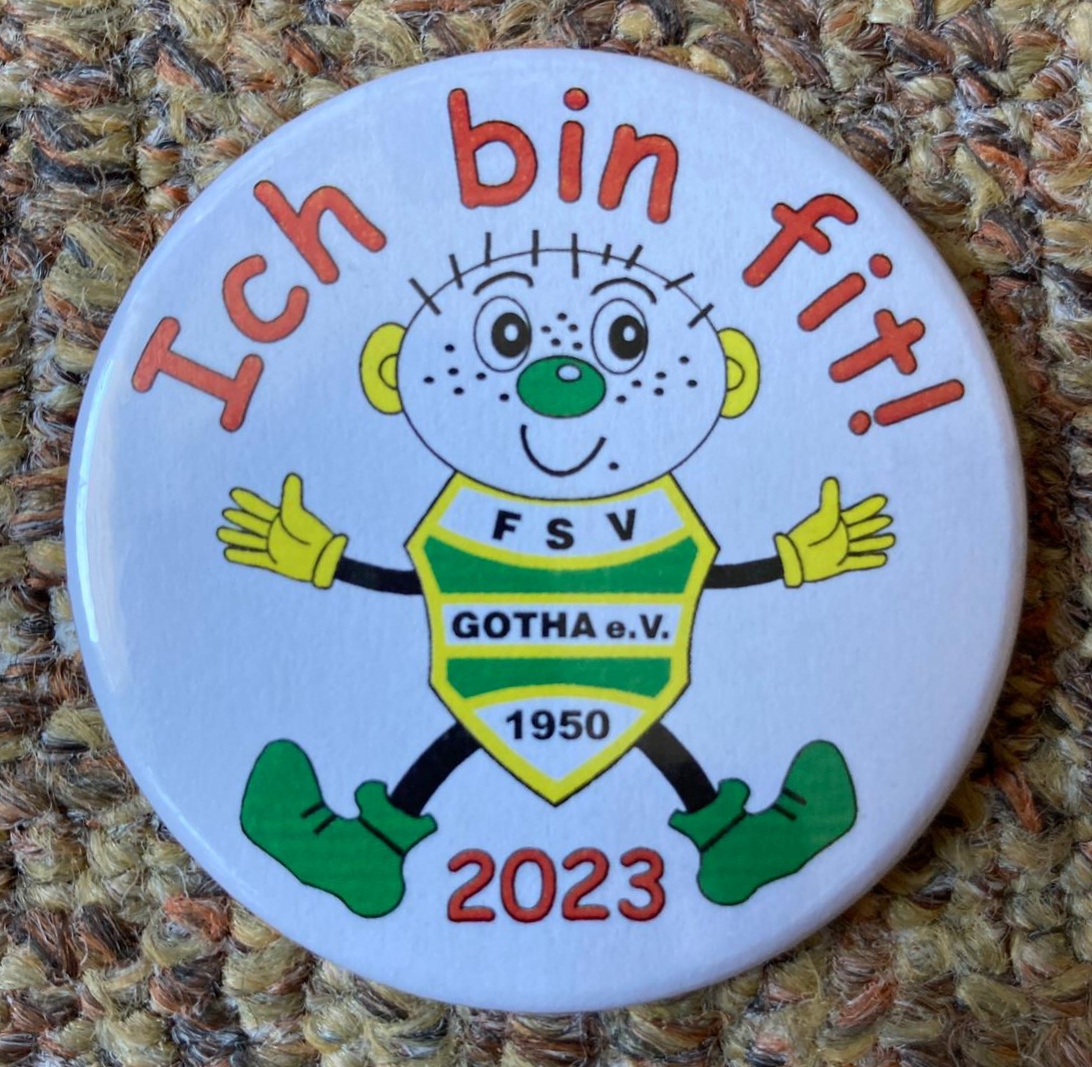 Ich bin fit!
F S V
GOTHA e.V.
1950
2023